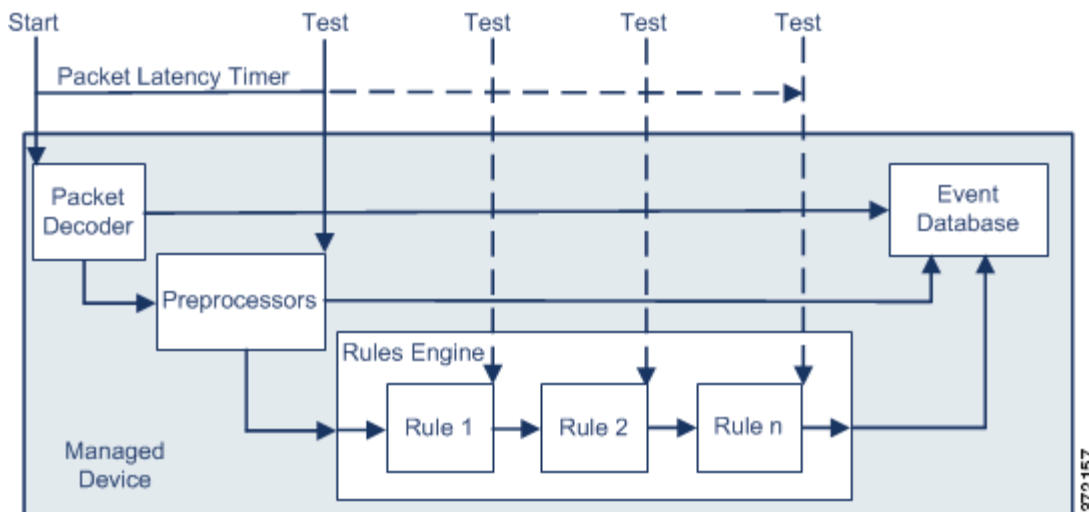 Start
Test
Test
Test
Test
Packet Latency Timer
Packet
Decoder
Event
Database
Preprocessors
Rules Engine
Rule 1
Rule 2
Rule n
Managed
Device
372157